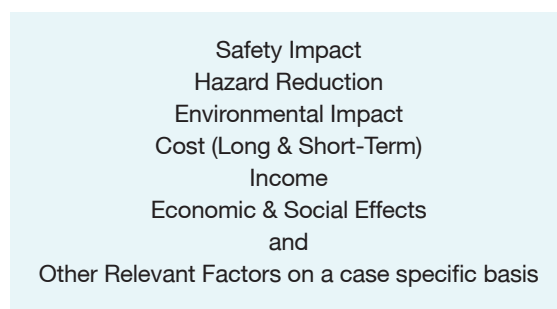 Safety Impact
Hazard Reduction
Environmental Impact
Cost (Long & Short-Term)
Income
Economic & Social Effects
and
Other Relevant Factors on a case specific basis